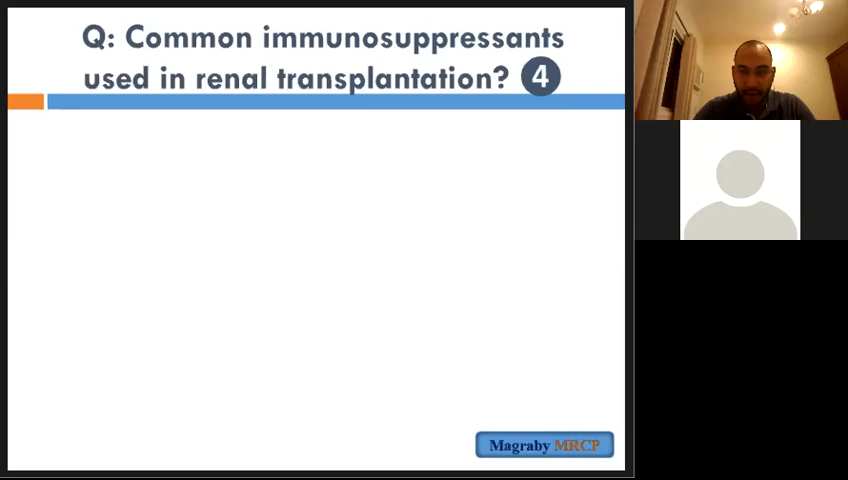 Q: Common immunosuppressants
used in renal transplantation? 4
Magraby MRCP